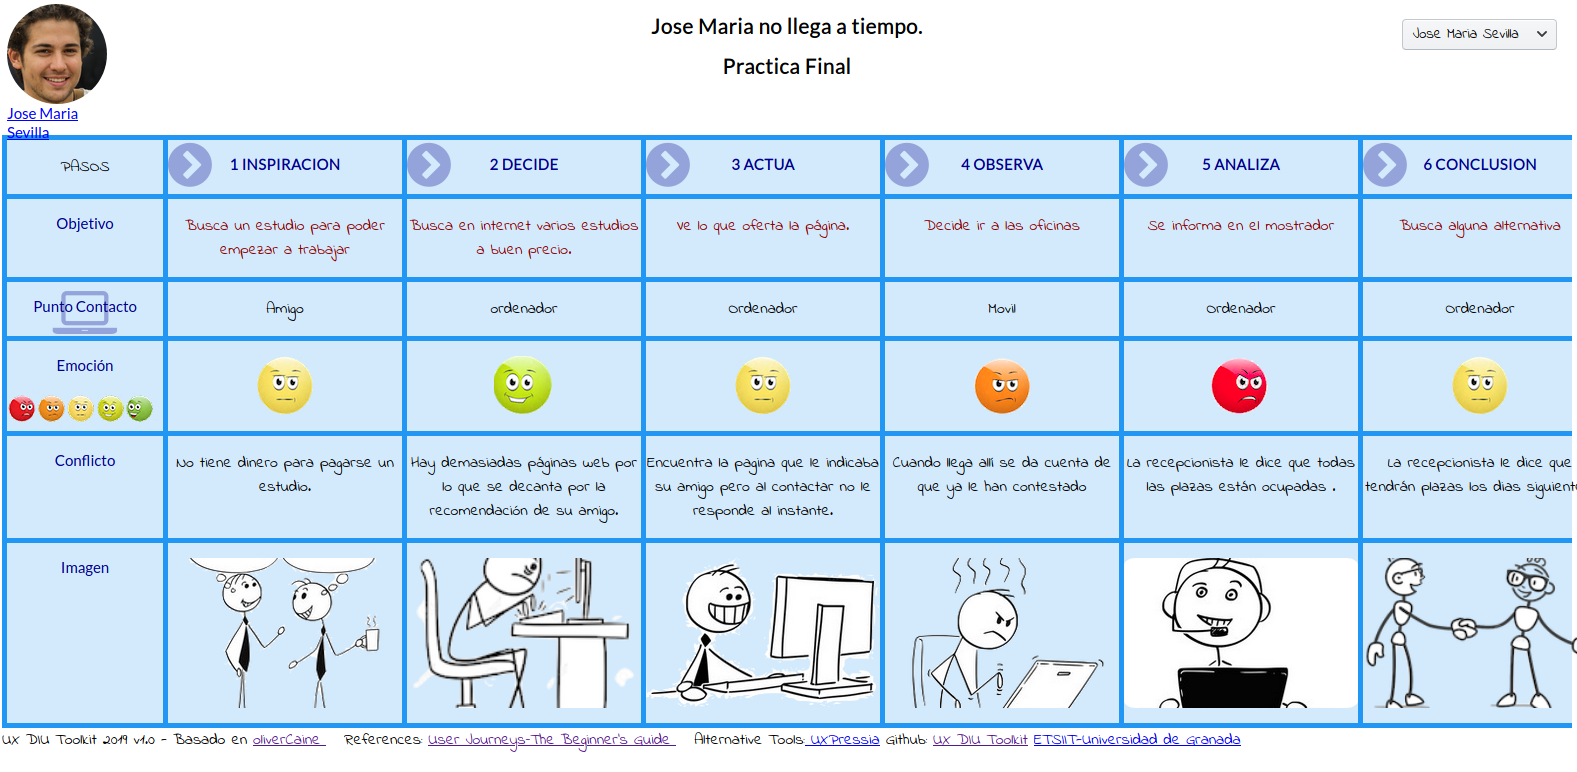 Jose Maria no llega a tiempo.
Practica Final
Jose Maria Sevilla
Jose Maria
Sevilla
PASOS
1 INSPIRACION
2 DECIDE
3 ACTUA
4 OBSERVA
5 ANALIZA
6 CONCLUSION
Objetivo
Busca un estudio para poder
empezar a trabajar
Busca en internet varios estudios
a buen precio.
Ve lo que oferta la página.
Decide ir a las oficinas
Se informa en el mostrador
Busca alguna alternativa
Punto Contacto
Amigo
ordenador
Ordenador
Movil
Ordenador
Ordenador
Emoción
Conflicto
No tiene dinero para pagarse un
estudio.
Hay demasiadas páginas web por
lo que se decanta por la
recomendación de su amigo.
Encuentra la pagina que le indicaba
su amigo pero al contactar no le
responde al instante.
Cuando llega allí se da cuenta de
que ya le han contestado
La recepcionista le dice que todas
las plazas están ocupadas .
La recepcionista le dice que
tendrán plazas los dias siguient
Imagen
UX DIU Toolkit 2019 v1.0 - Basado en oliverCaine References: User Journeys-The Beginner's Guide Alternative Tools: UXPressia Github: UX DIU Toolkit ETSIIT-Universidad de Granada